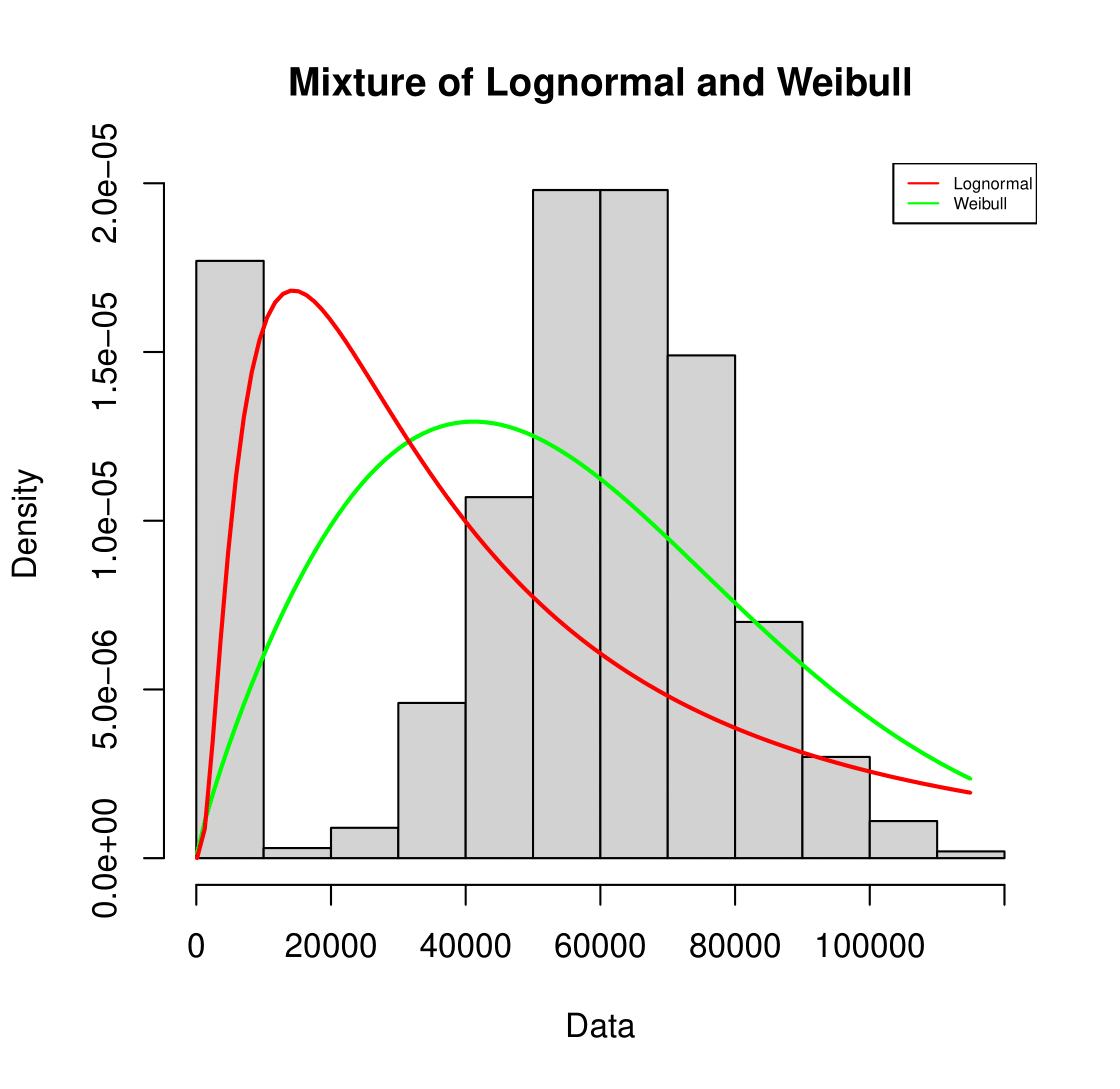 Mixture of Lognormal and Weibull
Lognormal
Weibull
Density
2.0e−05
1.5e−05
1.0e−05
5.0e−06
0.0e+00
0 20000 40000 60000 80000 100000
Data